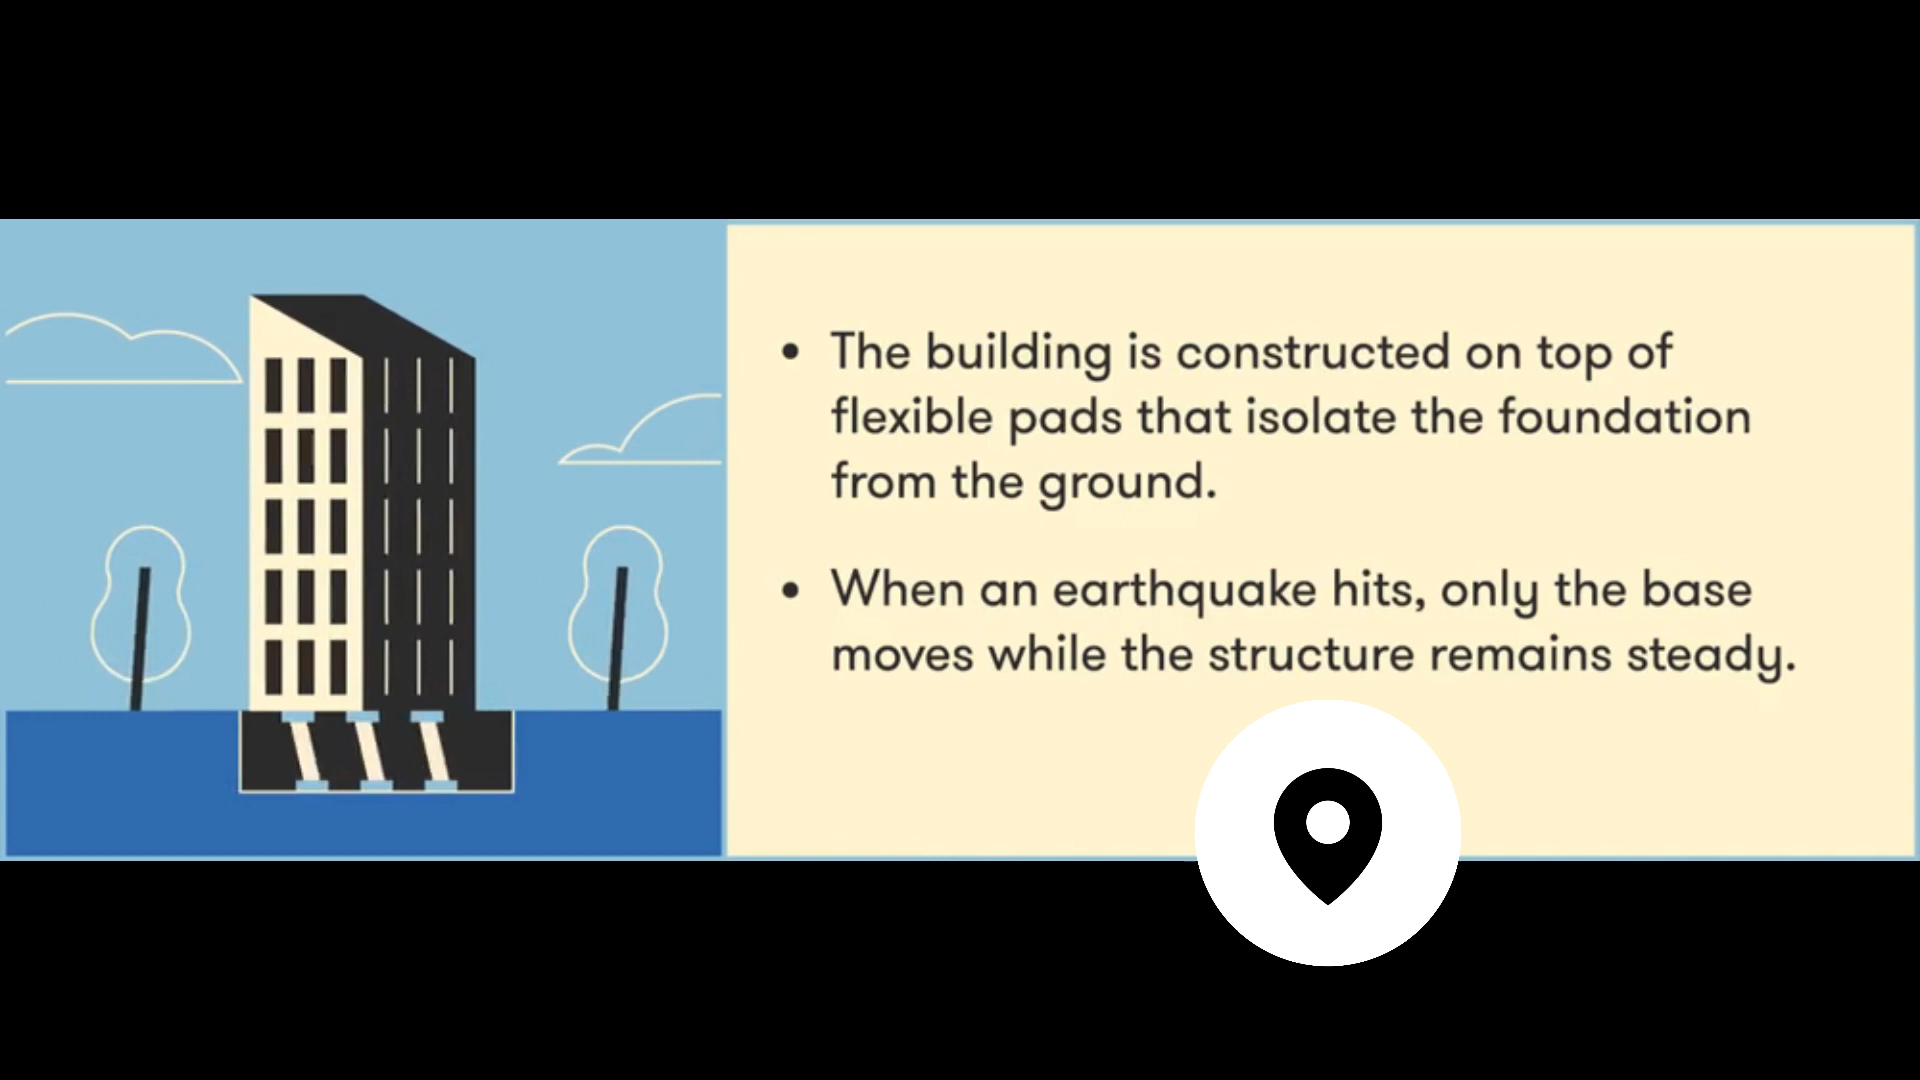 • The building is constructed on top of
flexible pads that isolate the foundation
from the ground.
• When an earthquake hits, only the base
moves while the structure remains steady.